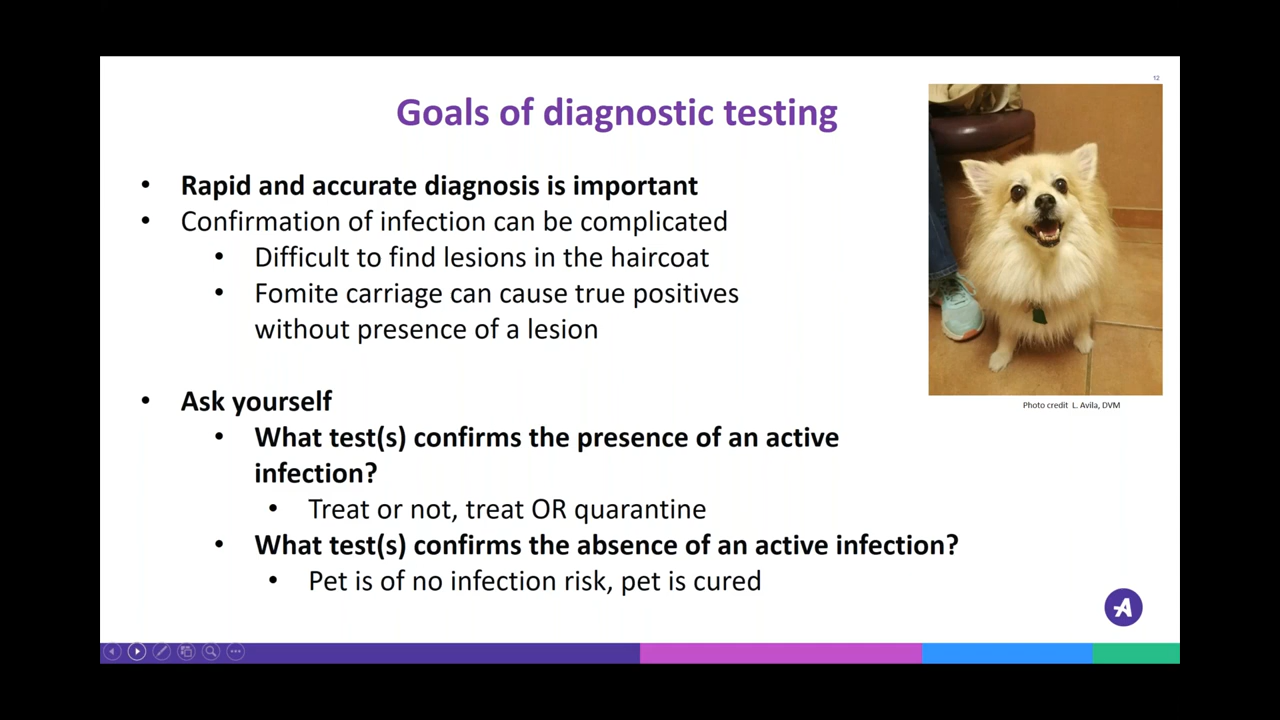 12
Goals of diagnostic testing
• Rapid and accurate diagnosis is important
• Confirmation of infection can be complicated
• Difficult to find lesions in the haircoat
• Fomite carriage can cause true positives
without presence of a lesion
Photo credit L. Avila, DVM
• Ask yourself
• What test(s) confirms the presence of an active
infection?
• Treat or not, treat OR quarantine
• What test(s) confirms the absence of an active infection?
• Pet is of no infection risk, pet is cured
A